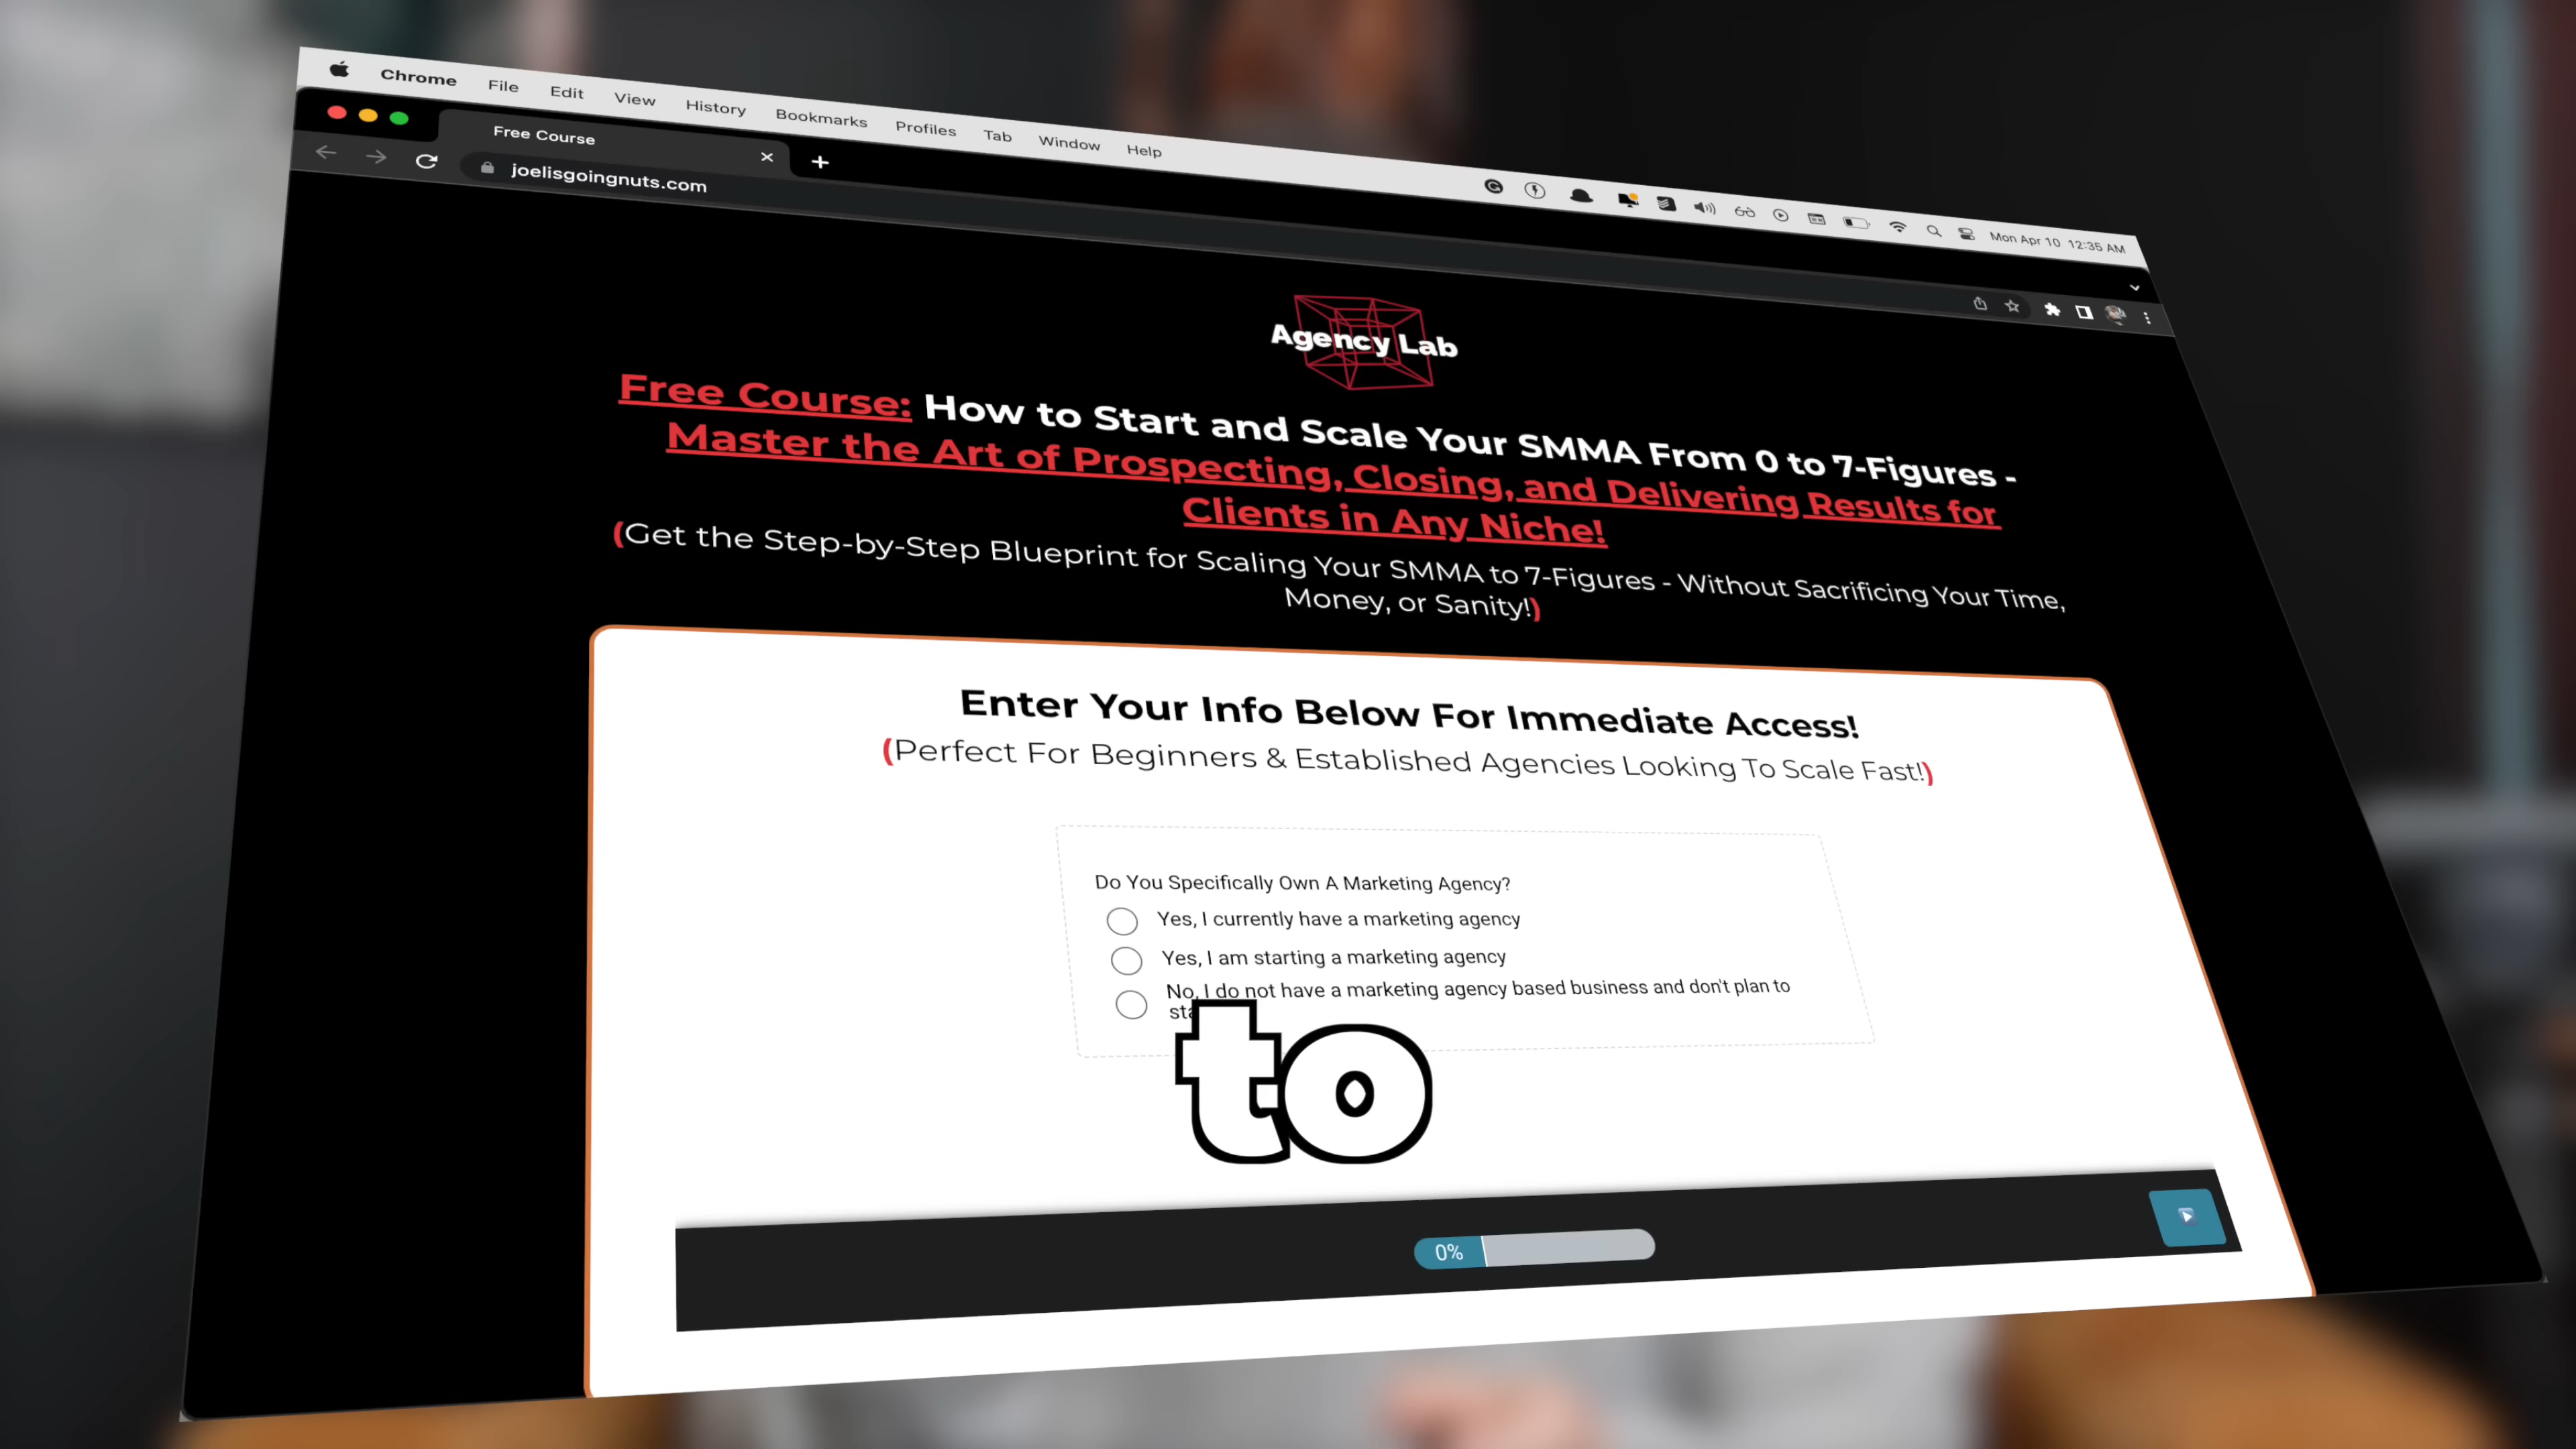 Chrome File Edit View History Bookmarks Profiles Tab Window Help
Mon Apr 10 12:35 AM
Free Course
joelisgoingnuts.com
Agency Lab
Free Course: How to Start and Scale Your SMMA From 0 to 7-Figures -
Master the Art of Prospecting, Closing, and Delivering Results for
Clients in Any Niche!
(Get the Step-by-Step Blueprint for Scaling Your SMMA to 7-Figures - Without Sacrificing Your Time,
Money, or Sanity!)
Enter Your Info Below For Immediate Access!
(Perfect For Beginners & Established Agencies Looking To Scale Fast!)
Do You Specifically Own A Marketing Agency?
Yes, I currently have a marketing agency
Yes, I am starting a marketing agency
No, I do not have a marketing agency based business and don't plan to
to
0%